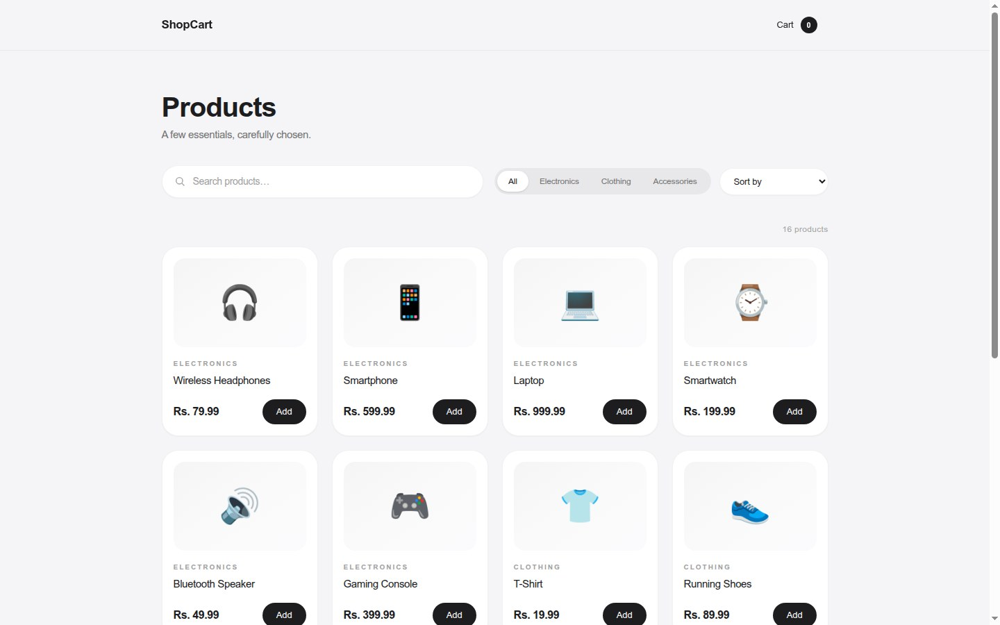 ShopCart
Cart 0
Products
A few essentials, carefully chosen.
Search products…
All Electronics Clothing Accessories
Sort by
16 products
ELECTRONICS ELECTRONICS ELECTRONICS ELECTRONICS
Wireless Headphones Smartphone Laptop Smartwatch
Rs. 79.99 Add Rs. 599.99 Add Rs. 999.99 Add Rs. 199.99 Add
ELECTRONICS ELECTRONICS CLOTHING CLOTHING
Bluetooth Speaker Gaming Console T-Shirt Running Shoes
Rs. 49.99 Add Rs. 399.99 Add Rs. 19.99 Add Rs. 89.99 Add